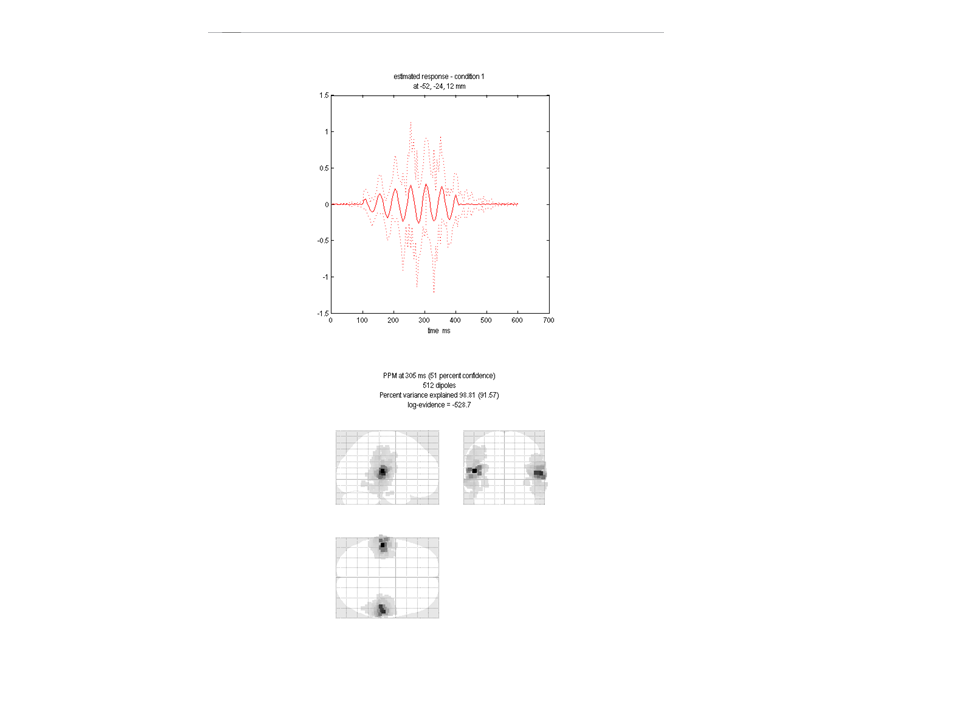 estimated response - condition 1
at -52, -24, 12 mm
1.5
1
0.5
0
-0.5
-1
-1.5
0 100 200 300 400 500 600 700
time ms
PPM at 305 ms (51 percent confidence)
512 dipoles
Percent variance explained 98.81 (91.57)
log-evidence = -528.7